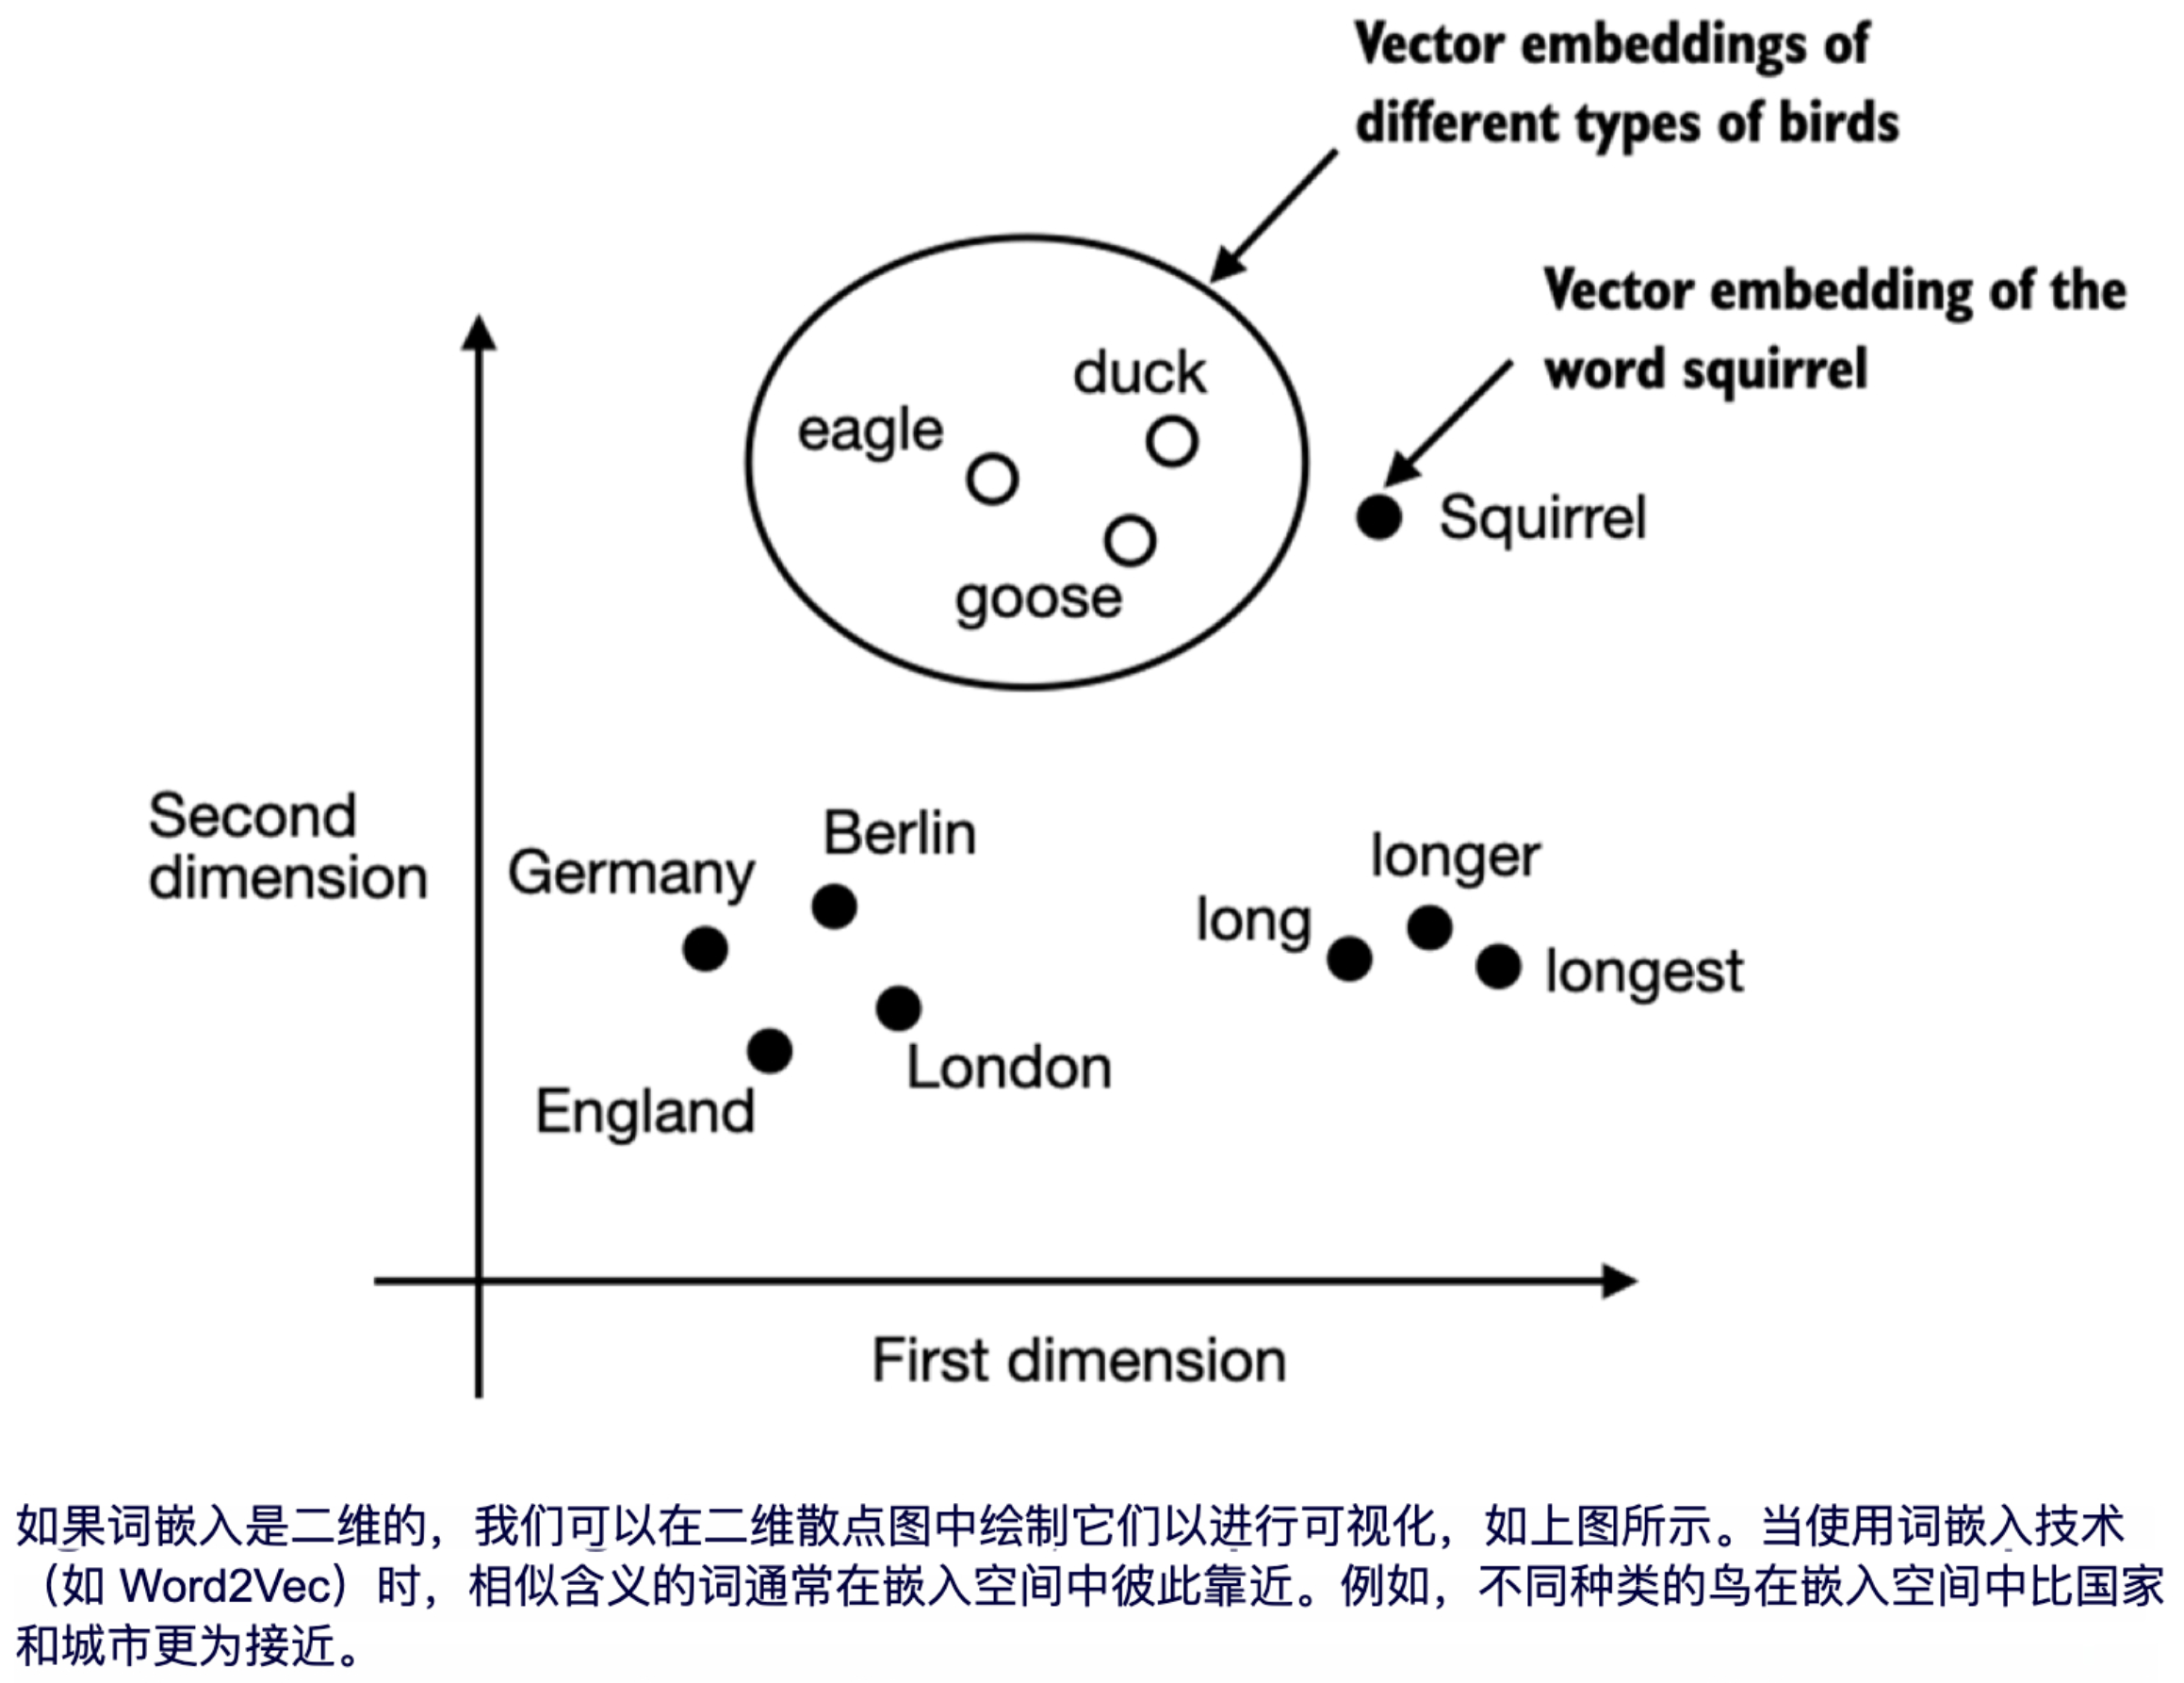 Vector embeddings of
different types of birds
Vector embedding of the
word squirrel
duck
eagle
Squirrel
goose
Second
dimension
Berlin
Germany
longer
long
longest
London
England
First dimension
如果词嵌入是二维的， 我们可以在二维散点图中绘制它们以进行可视化， 如上图所示。当使用词嵌入技术
（如 Word2Vec）时， 相似含义的词通常在嵌入空间中彼此靠近。例如， 不同种类的鸟在嵌入空间中比国家
和城市更为接近。